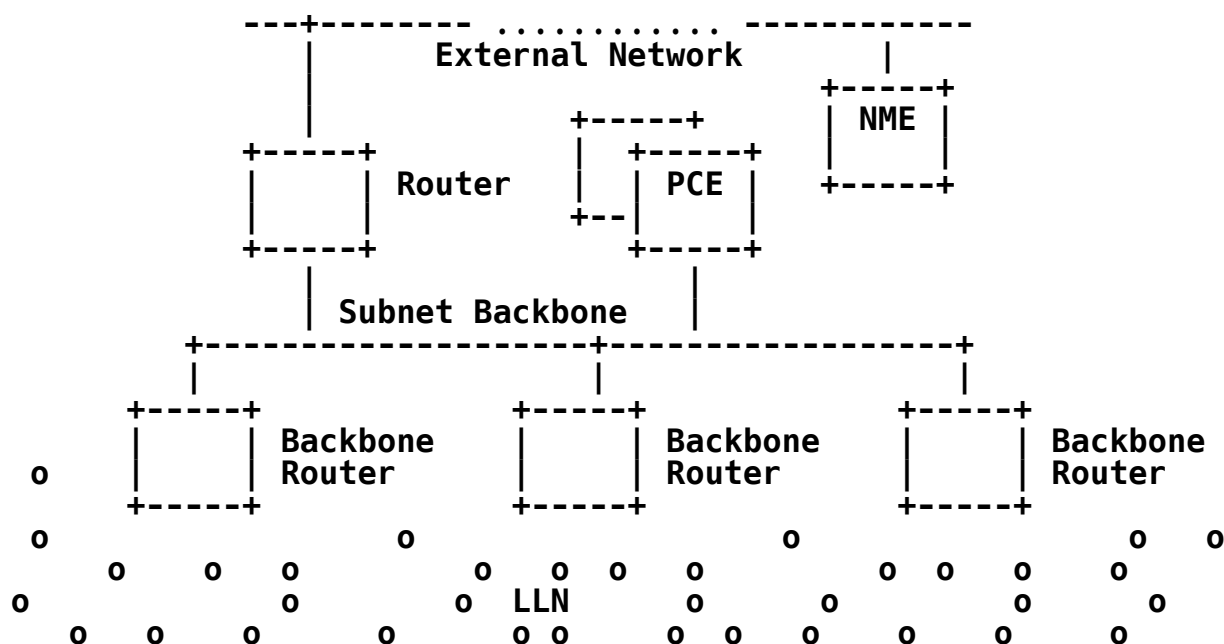 ---+-------- ............ ------------
External Network
NME
Router PCE
Subnet Backbone
Backbone Backbone Backbone
o Router Router Router
o o o o o
o o o o o o o o o o o
o o o LLN o o o o
o o o o o o o o o o o o